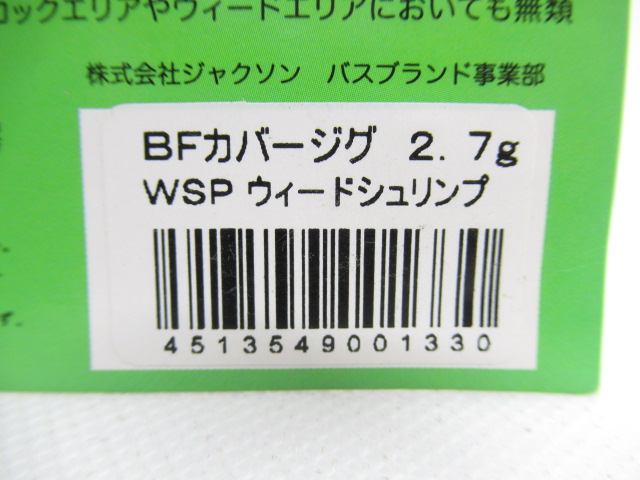 ロックエリアやウィードエリアにおいても無類
株式会社ジャクソン　バスブランド事業部
BFカバージグ 2.7g
WSP ウィードシュリンプ
4513549001330